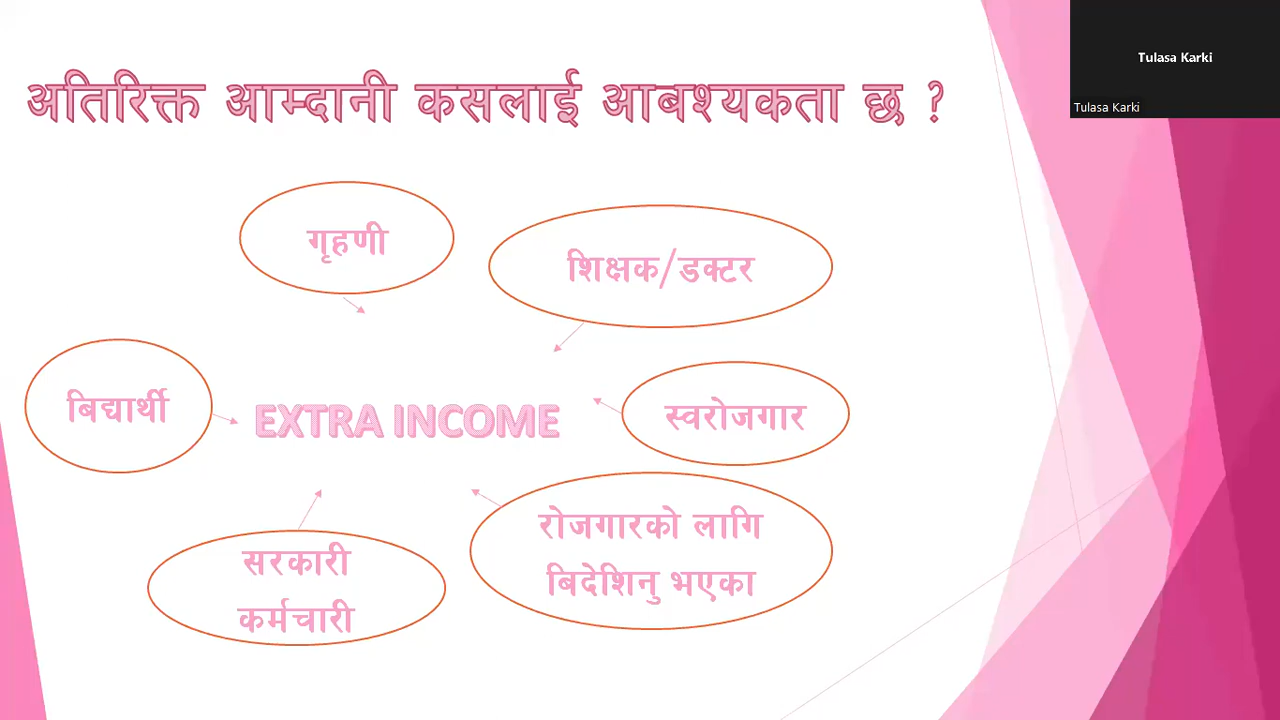 अतिरिक्त आम्दानी कसलाई आबश्यकता छ ?
Tulasa Karki
Tulasa Karki
गृहणी
शिक्षक/डक्टर
बिद्यार्थी
EXTRA INCOME
स्वरोजगार
रोजगारको लागि
बिदेशिनु भएका
सरकारी
कर्मचारी